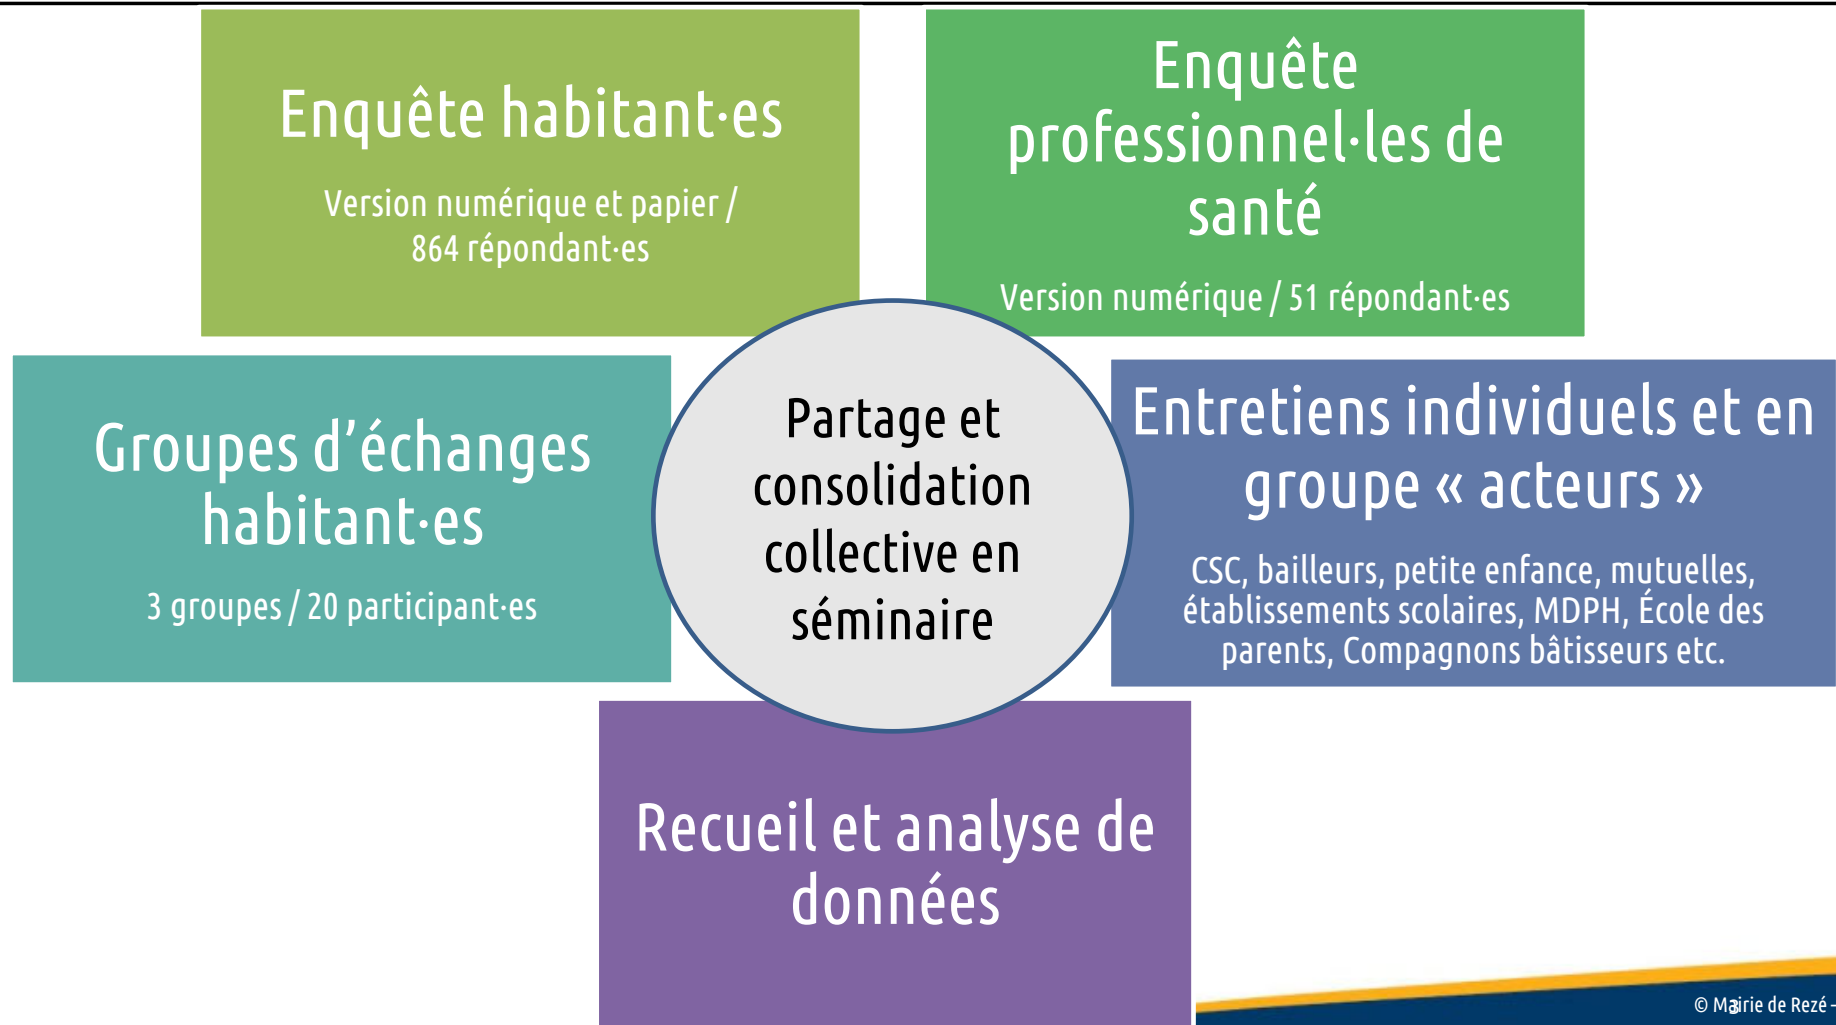 Enquête habitant·es
Version numérique et papier /
864 répondant·es
Enquête
professionnel·les de
santé
Version numérique / 51 répondant·es
Groupes d’échanges
habitant·es
3 groupes / 20 participant·es
Partage et
consolidation
collective en
séminaire
Entretiens individuels et en
groupe « acteurs »
CSC, bailleurs, petite enfance, mutuelles,
établissements scolaires, MDPH, École des
parents, Compagnons bâtisseurs etc.
Recueil et analyse de
données
© Mairie de Rezé –
3